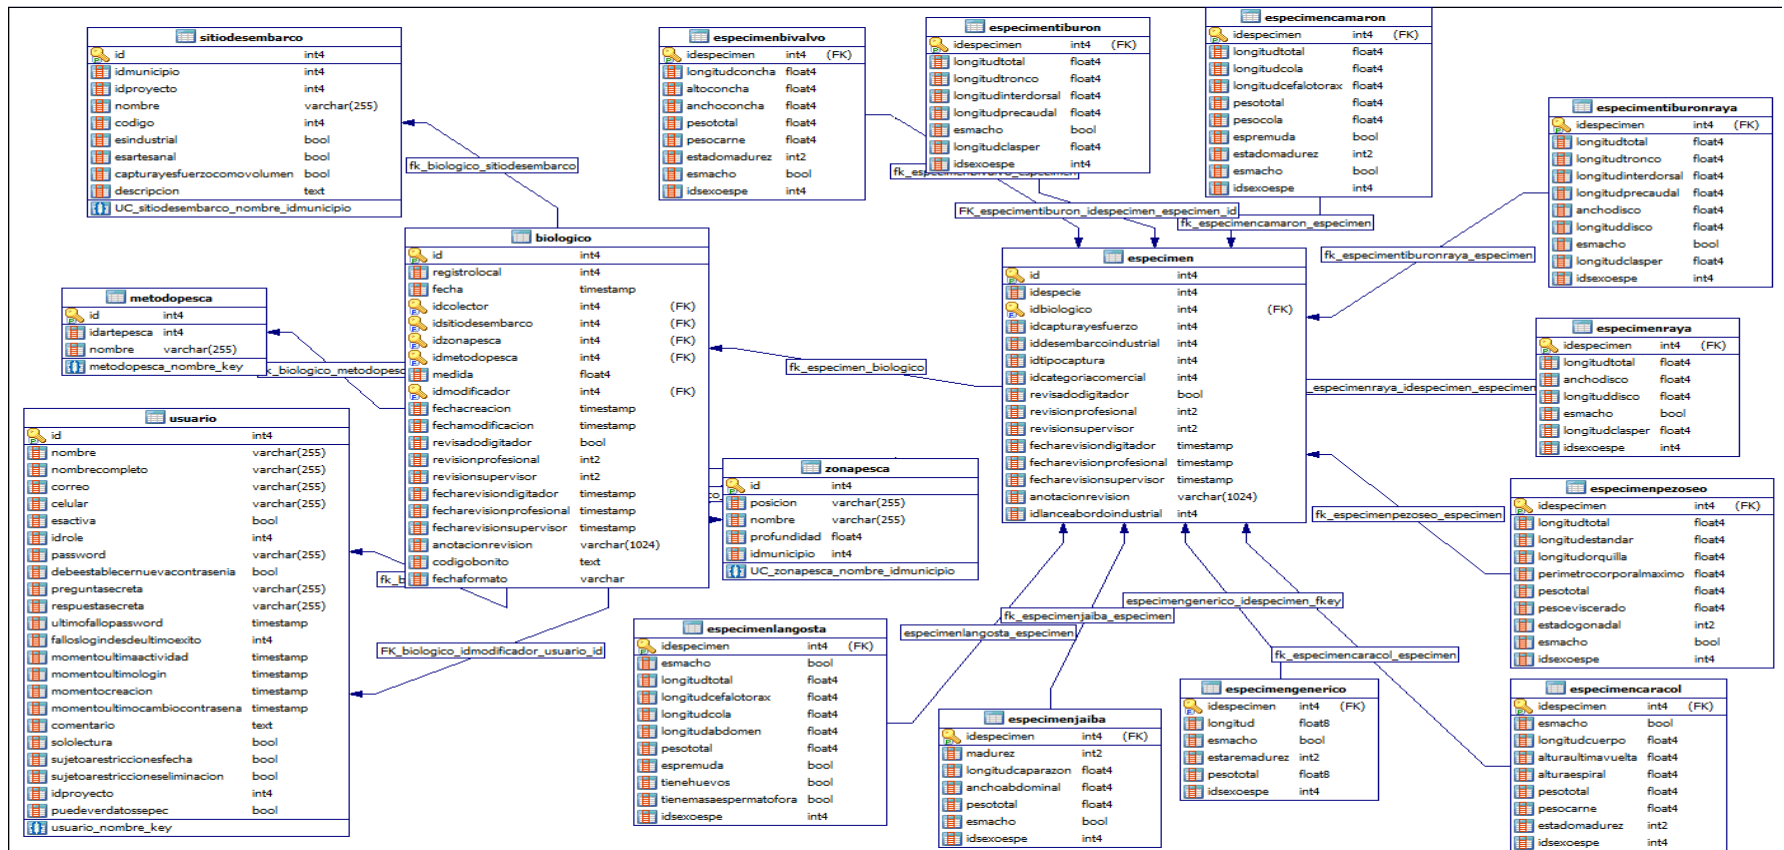 sitiodesembarco
id int4
idmunicipio int4
idproyecto int4
nombre varchar(255)
codigo int4
esindustrial bool
esartesanal bool
capturayesfuerzocomovolumen bool
descripcion text
UC_sitiodesembarco_nombre_idmunicipio
especimenbivalvo
idespecimen int4 (FK)
longitudconcha float4
altoconcha float4
anchoconcha float4
pesototal float4
pesocarne float4
estadomadurez int2
esmacho bool
idsexoespe int4
especimentiburon
idespecimen int4 (FK)
longitudtotal float4
longitudtronco float4
longitudinterdorsal float4
longitudprecaudal float4
esmacho bool
longitudclasper float4
idsexoespe int4
especimencamaron
idespecimen int4 (FK)
longitudtotal float4
longitudcola float4
longitudcefalotorax float4
pesototal float4
pesocola float4
espremuda bool
estadomadurez int2
esmacho bool
idsexoespe int4
especimentiburonraya
idespecimen int4 (FK)
longitudtotal float4
longitudtronco float4
longitudinterdorsal float4
longitudprecaudal float4
anchodisco float4
longituddisco float4
esmacho bool
longitudclasper float4
idsexoespe int4
fk_biologico_sitiodesembarco
fk_especimenbivalvo_especimen
FK_especimentiburon_idespecimen_especimen_id
fk_especimencamaron_especimen
fk_especimentiburonraya_especimen
metodopesca
id int4
idartepesca int4
nombre varchar(255)
metodopesca_nombre_key
fk_biologico_metodopesc
biologico
id int4
registrolocal int4
fecha timestamp
idcolector int4 (FK)
idsitiodesembarco int4 (FK)
idzonapesca int4 (FK)
idmetodopesca int4 (FK)
medida float4
idmodificador int4 (FK)
fechacreacion timestamp
fechamodificacion timestamp
revisadodigitador bool
revisionprofesional int2
revisionsupervisor int2
fecharevisiondigitador timestamp
fecharevisionprofesional timestamp
fecharevisionsupervisor timestamp
anotacionrevision varchar(1024)
codigobonito text
fechaformato varchar
fk_especimen_biologico
especimen
id int4
idespecie int4
idbiologico int4 (FK)
idcapturayesfuerzo int4
iddesembarcoindustrial int4
idtipocaptura int4
idcategoriacomercial int4
revisadodigitador bool
revisionprofesional int2
revisionsupervisor int2
fecharevisiondigitador timestamp
fecharevisionprofesional timestamp
fecharevisionsupervisor timestamp
anotacionrevision varchar(1024)
idlanceabordoindustrial int4
_especimenraya_idespecimen_especimen
especimenraya
idespecimen int4 (FK)
longitudtotal float4
anchodisco float4
longituddisco float4
esmacho bool
longitudclasper float4
idsexoespe int4
usuario
id int4
nombre varchar(255)
nombrecompleto varchar(255)
correo varchar(255)
celular varchar(255)
esactiva bool
idrole int4
password varchar(255)
debeestablecernuevacontrasenia bool
preguntasecreta varchar(255)
respuestasecreta varchar(255)
ultimofallopassword timestamp
falloslogindesdeultimoexito int4
momentoultimaactividad timestamp
momentoultimologin timestamp
momentocreacion timestamp
momentoultimocambiocontrasena timestamp
comentario text
sololectura bool
sujetoarestriccionesfecha bool
sujetoarestriccioneseliminacion bool
idproyecto int4
puedeverdatossepec bool
usuario_nombre_key
fk_b
FK_biologico_idmodificador_usuario_id
zonapesca
id int4
posicion varchar(255)
nombre varchar(255)
profundidad float4
idmunicipio int4
UC_zonapesca_nombre_idmunicipio
especimenpezoseo
idespecimen int4 (FK)
longitudtotal float4
longitudestandar float4
longitudorquilla float4
perimetrocorporalmaximo float4
pesototal float4
pesoeviscerado float4
estadogonadal int2
esmacho bool
idsexoespe int4
fk_especimenpezoseo_especimen
especimengenerico_idespecimen_fkey
fk_especimenjaiba_especimen
especimenlangosta_especimen
fk_especimencaracol_especimen
especimenlangosta
idespecimen int4 (FK)
esmacho bool
longitudtotal float4
longitudcefalotorax float4
longitudcola float4
longitudabdomen float4
pesototal float4
espremuda bool
tienehuevos bool
tienemasaespermatofora bool
idsexoespe int4
especimenjaiba
idespecimen int4 (FK)
madurez int2
longitudcaparazon float4
anchoabdominal float4
pesototal float4
esmacho bool
idsexoespe int4
especimengenerico
idespecimen int4 (FK)
longitud float8
esmacho bool
estaremadurez int2
pesototal float8
idsexoespe int4
especimencaracol
idespecimen int4 (FK)
esmacho bool
longitudcuerpo float4
alturaultimavuelta float4
alturaespiral float4
pesototal float4
pesocarne float4
estadomadurez int2
idsexoespe int4